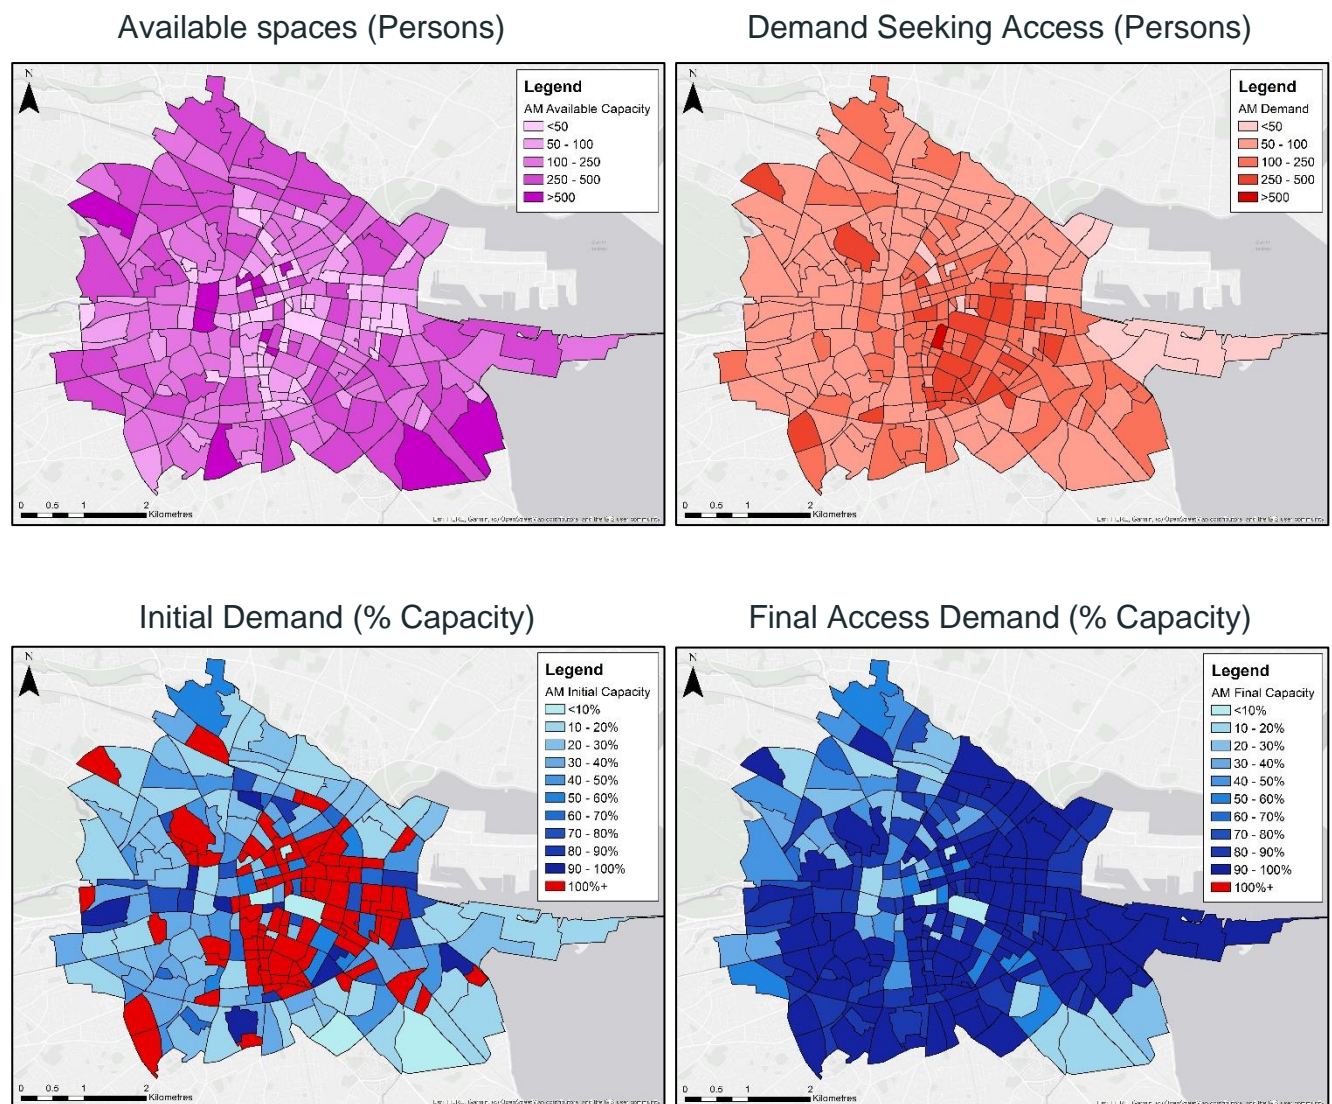 Available spaces (Persons)
Demand Seeking Access (Persons)
N
Legend
AM Available Capacity
<50
50 - 100
100 - 250
250 - 500
>500
0 0.5 1 2
Kilometres
N
Legend
AM Demand
<50
50 - 100
100 - 250
250 - 500
>500
0 0.5 1 2
Kilometres
Initial Demand (% Capacity)
Final Access Demand (% Capacity)
N
Legend
AM Initial Capacity
<10%
10 - 20%
20 - 30%
30 - 40%
40 - 50%
50 - 60%
60 - 70%
70 - 80%
80 - 90%
90 - 100%
100%+
0 0.5 1 2
Kilometres
N
Legend
AM Final Capacity
<10%
10 - 20%
20 - 30%
30 - 40%
40 - 50%
50 - 60%
60 - 70%
70 - 80%
80 - 90%
90 - 100%
100%+
0 0.5 1 2
Kilometres